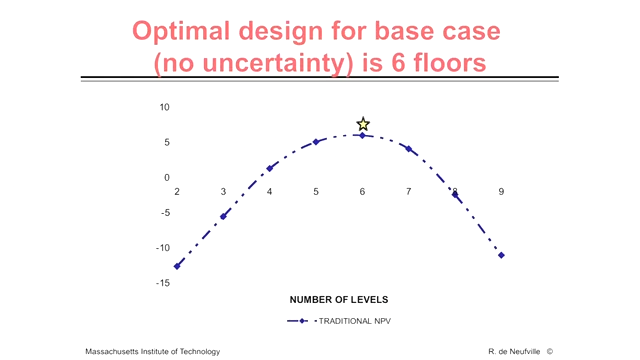 Optimal design for base case
(no uncertainty) is 6 floors
10
5
0
2 3 4 5 6 7 8 9
-5
-10
-15
NUMBER OF LEVELS
TRADITIONAL NPV
Massachusetts Institute of Technology
R. de Neufville ©